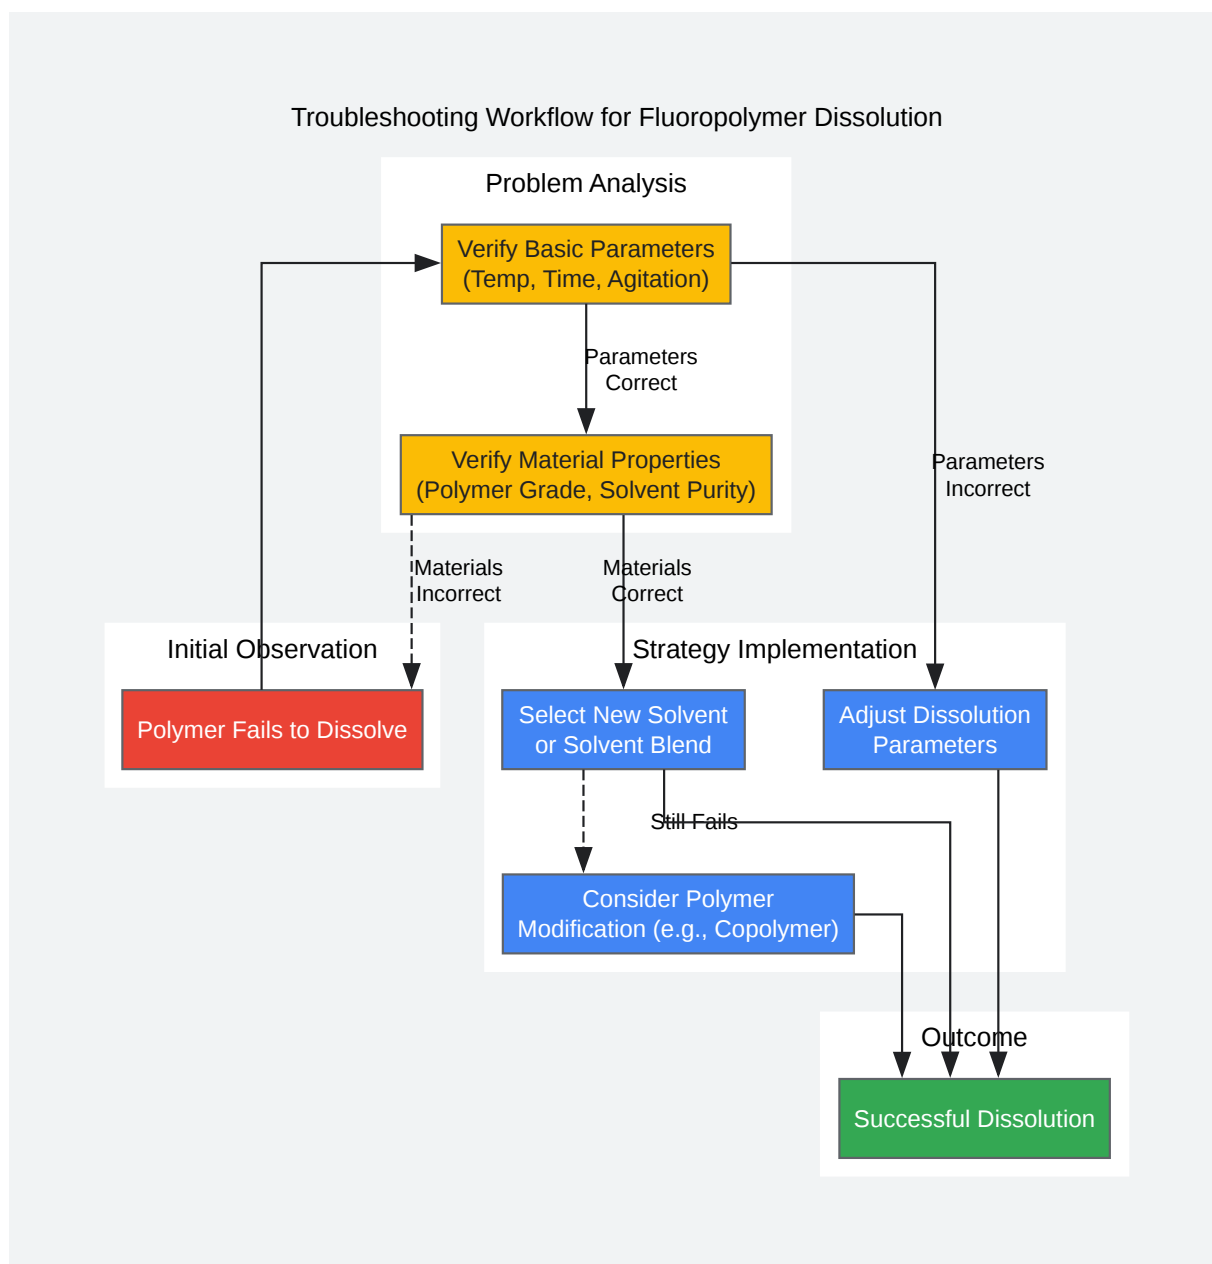 Troubleshooting Workflow for Fluoropolymer Dissolution
Problem Analysis
Verify Basic Parameters
(Temp, Time, Agitation)
Parameters
Correct
Verify Material Properties
(Polymer Grade, Solvent Purity)
Parameters
Incorrect
Materials
Incorrect
Materials
Correct
Initial Observation
Polymer Fails to Dissolve
Strategy Implementation
Select New Solvent
or Solvent Blend
Adjust Dissolution
Parameters
Still Fails
Consider Polymer
Modification (e.g., Copolymer)
Outcome
Successful Dissolution